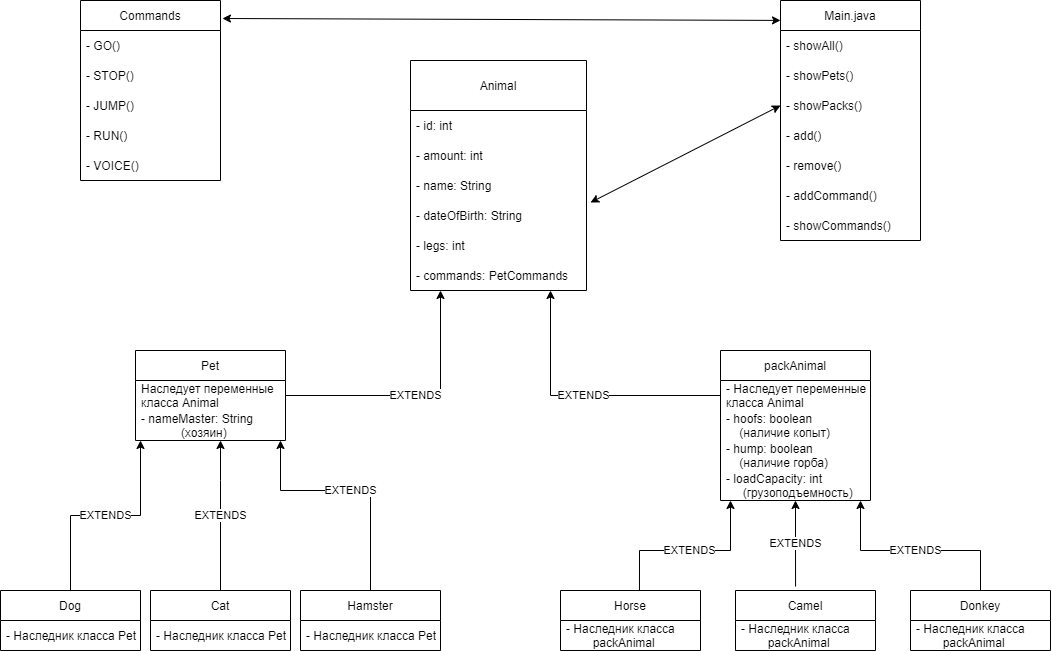 Commands
- GO()
- STOP()
- JUMP()
- RUN()
- VOICE()
Main.java
- showAll()
- showPets()
- showPacks()
- add()
- remove()
- addCommand()
- showCommands()
Animal
- id: int
- amount: int
- name: String
- dateOfBirth: String
- legs: int
- commands: PetCommands
EXTENDS
EXTENDS
Pet
Наследует переменные
класса Animal
- nameMaster: String
(хозяин)
packAnimal
- Наследует переменные
класса Animal
- hoofs: boolean
(наличие копыт)
- hump: boolean
(наличие горба)
- loadCapacity: int
(грузоподъемность)
EXTENDS
EXTENDS
EXTENDS
EXTENDS
EXTENDS
EXTENDS
Dog
- Наследник класса Pet
Cat
- Наследник класса Pet
Hamster
- Наследник класса Pet
Horse
- Наследник класса
packAnimal
Camel
- Наследник класса
packAnimal
Donkey
- Наследник класса
packAnimal